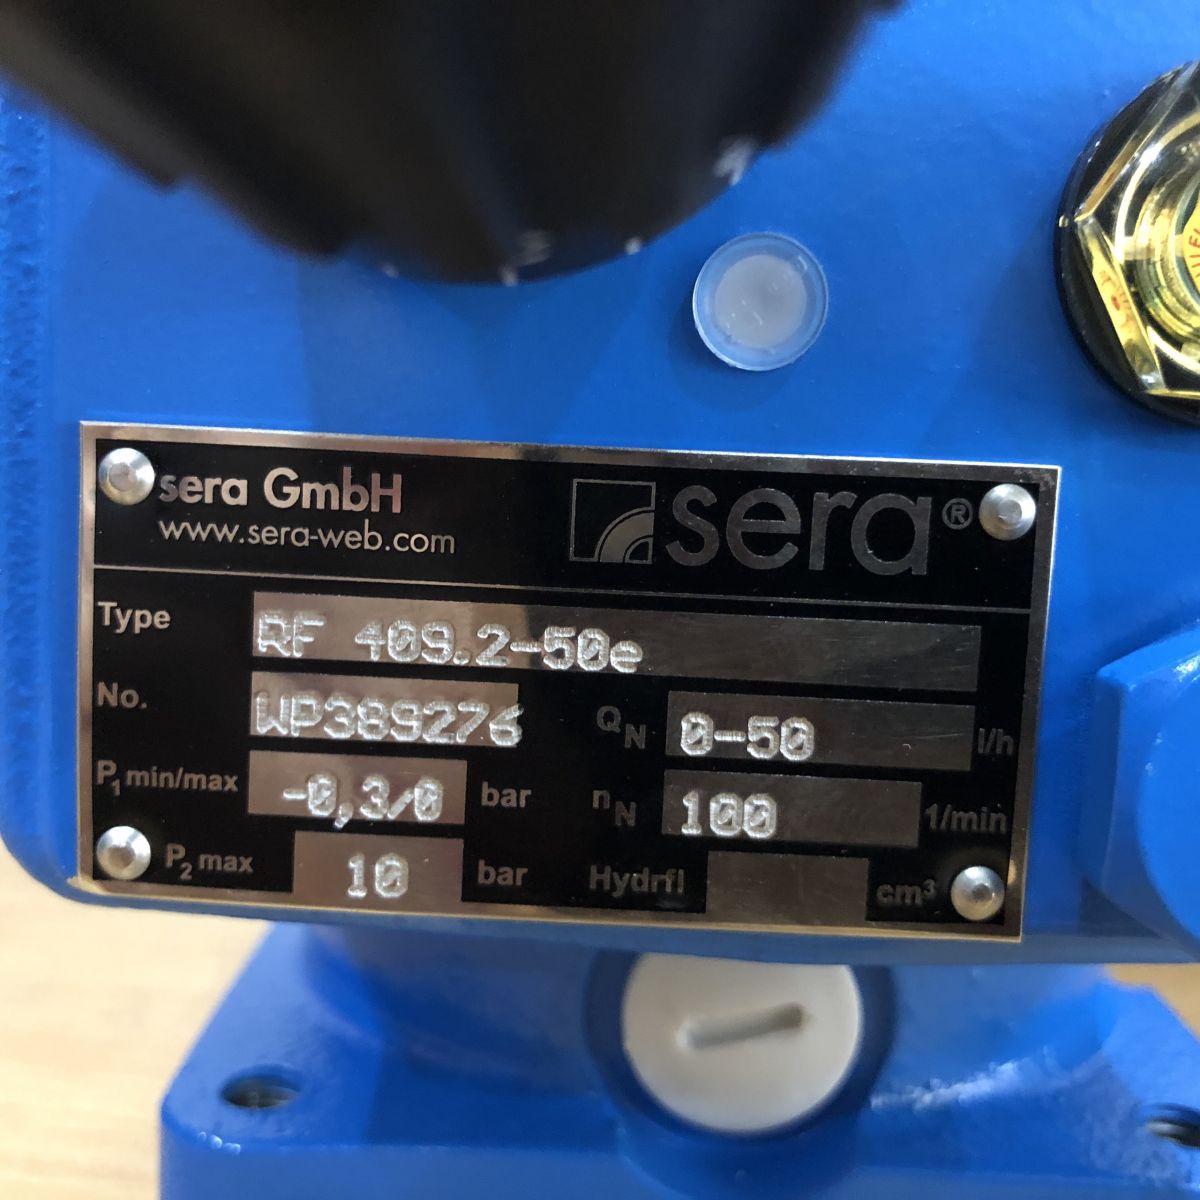 sera GmbH
www.sera-web.com
sera®
Type RF 409.2-50e
No. WP389276
QN 0-50 l/h
P1 min/max -0,3/0 bar
nN 100 1/min
P2 max 10 bar
Hydrfl cm³